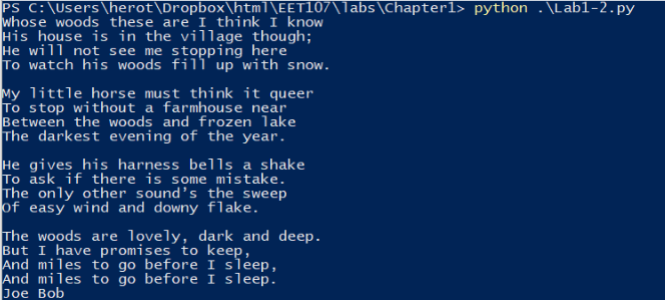 PS C:\Users\herot\Dropbox\html\EET107\labs\Chapter1> python .\Lab1-2.py
Whose woods these are I think I know
His house is in the village though;
He will not see me stopping here
To watch his woods fill up with snow.

My little horse must think it queer
To stop without a farmhouse near
Between the woods and frozen lake
The darkest evening of the year.

He gives his harness bells a shake
To ask if there is some mistake.
The only other sound's the sweep
Of easy wind and downy flake.

The woods are lovely, dark and deep.
But I have promises to keep,
And miles to go before I sleep,
And miles to go before I sleep.
Joe Bob